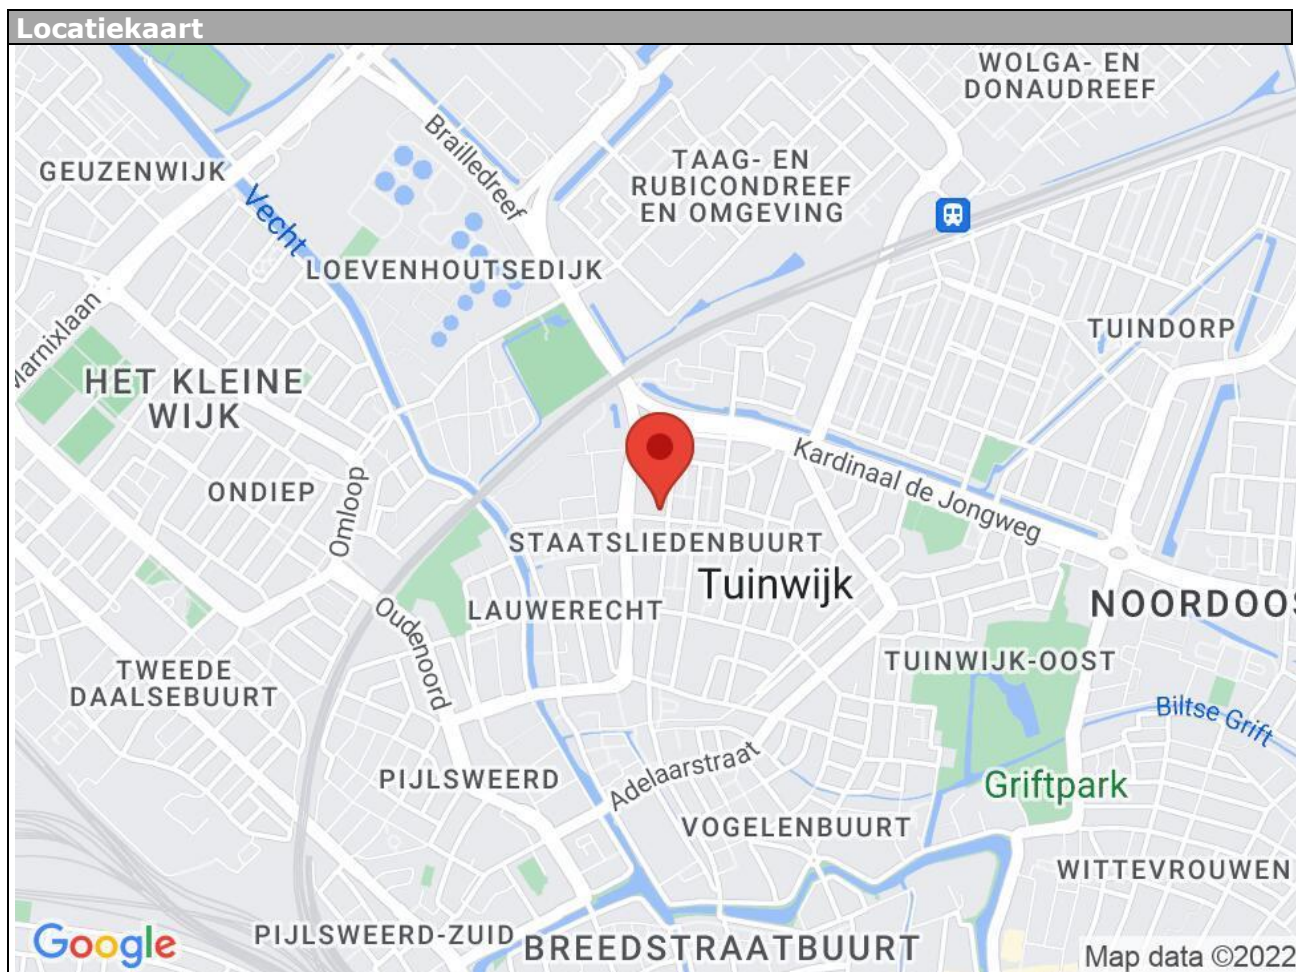 Locatiekaart
WOLGA- EN
DONAUDREEF
Brailledreef
TAAG- EN
RUBICONDREEF
EN OMGEVING
GEUZENWIJK
Vecht
LOEVENHOUTSEDIJK
Marnixlaan
TUINDORP
HET KLEINE
WIJK
Kardinaal de Jongweg
ONDIEP
Omloop
STAATSLIEDENBUURT
Tuinwijk
LAUWERECHT
Oudenoord
NOORDOOS
TUINWIJK-OOST
TWEEDE
DAALSEBUURT
Biltse Grift
PIJLSWEERD
Adelaarstraat
Griftpark
VOGELENBUURT
WITTEVROUWEN
Google
PIJLSWEERD-ZUID
BREEDSTRAATBUURT
Map data ©2022